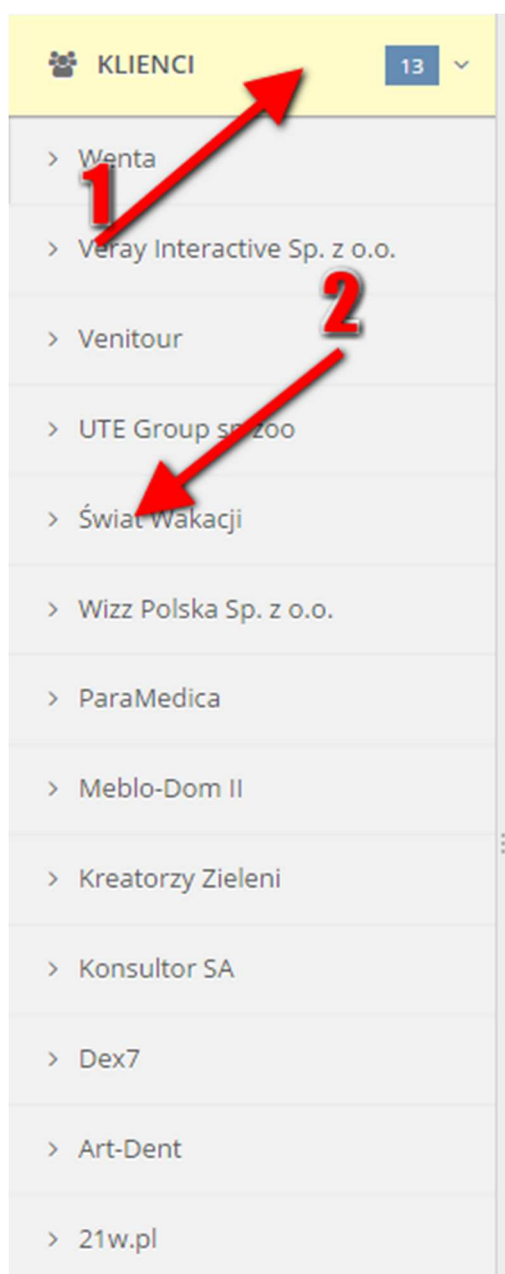 KLIENCI 13
Wenta
1
Veray Interactive Sp. z o.o.
2
Venitour
UTE Group sp zoo
Świat Wakacji
Wizz Polska Sp. z o.o.
ParaMedica
Meblo-Dom II
Kreatorzy Zieleni
Konsultor SA
Dex7
Art-Dent
21w.pl